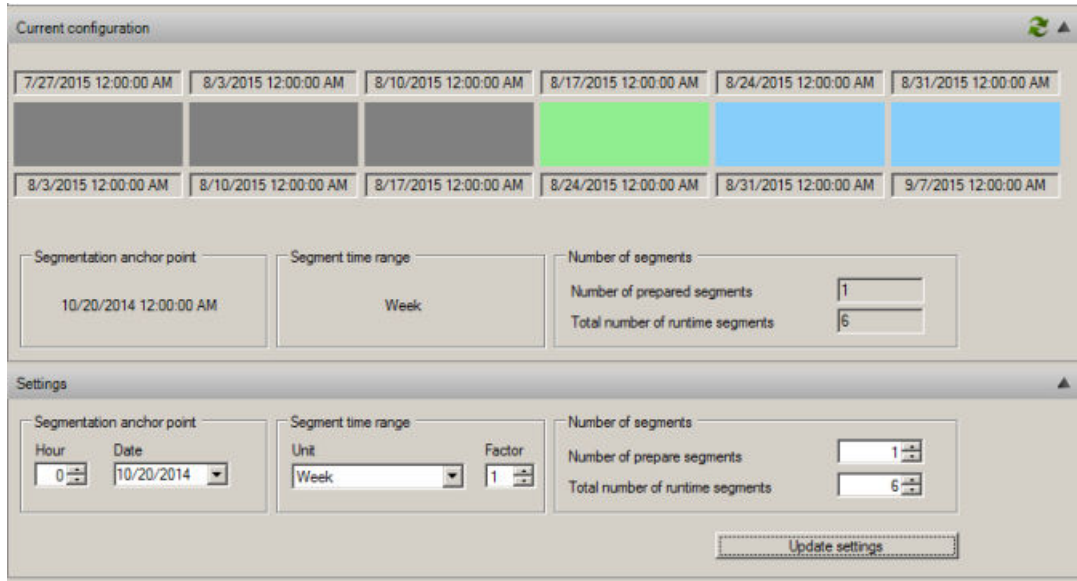 Current configuration
7/27/2015 12:00:00 AM 8/3/2015 12:00:00 AM 8/10/2015 12:00:00 AM 8/17/2015 12:00:00 AM 8/24/2015 12:00:00 AM 8/31/2015 12:00:00 AM
8/3/2015 12:00:00 AM 8/10/2015 12:00:00 AM 8/17/2015 12:00:00 AM 8/24/2015 12:00:00 AM 8/31/2015 12:00:00 AM 9/7/2015 12:00:00 AM
Segmentation anchor point Segment time range Number of segments
Number of prepared segments 1
10/20/2014 12:00:00 AM Week
Total number of runtime segments 6
Settings
Segmentation anchor point Segment time range Number of segments
Hour Date Unit Factor
Number of prepare segments 1
0 10/20/2014 Week 1
Total number of runtime segments 6
Update settings